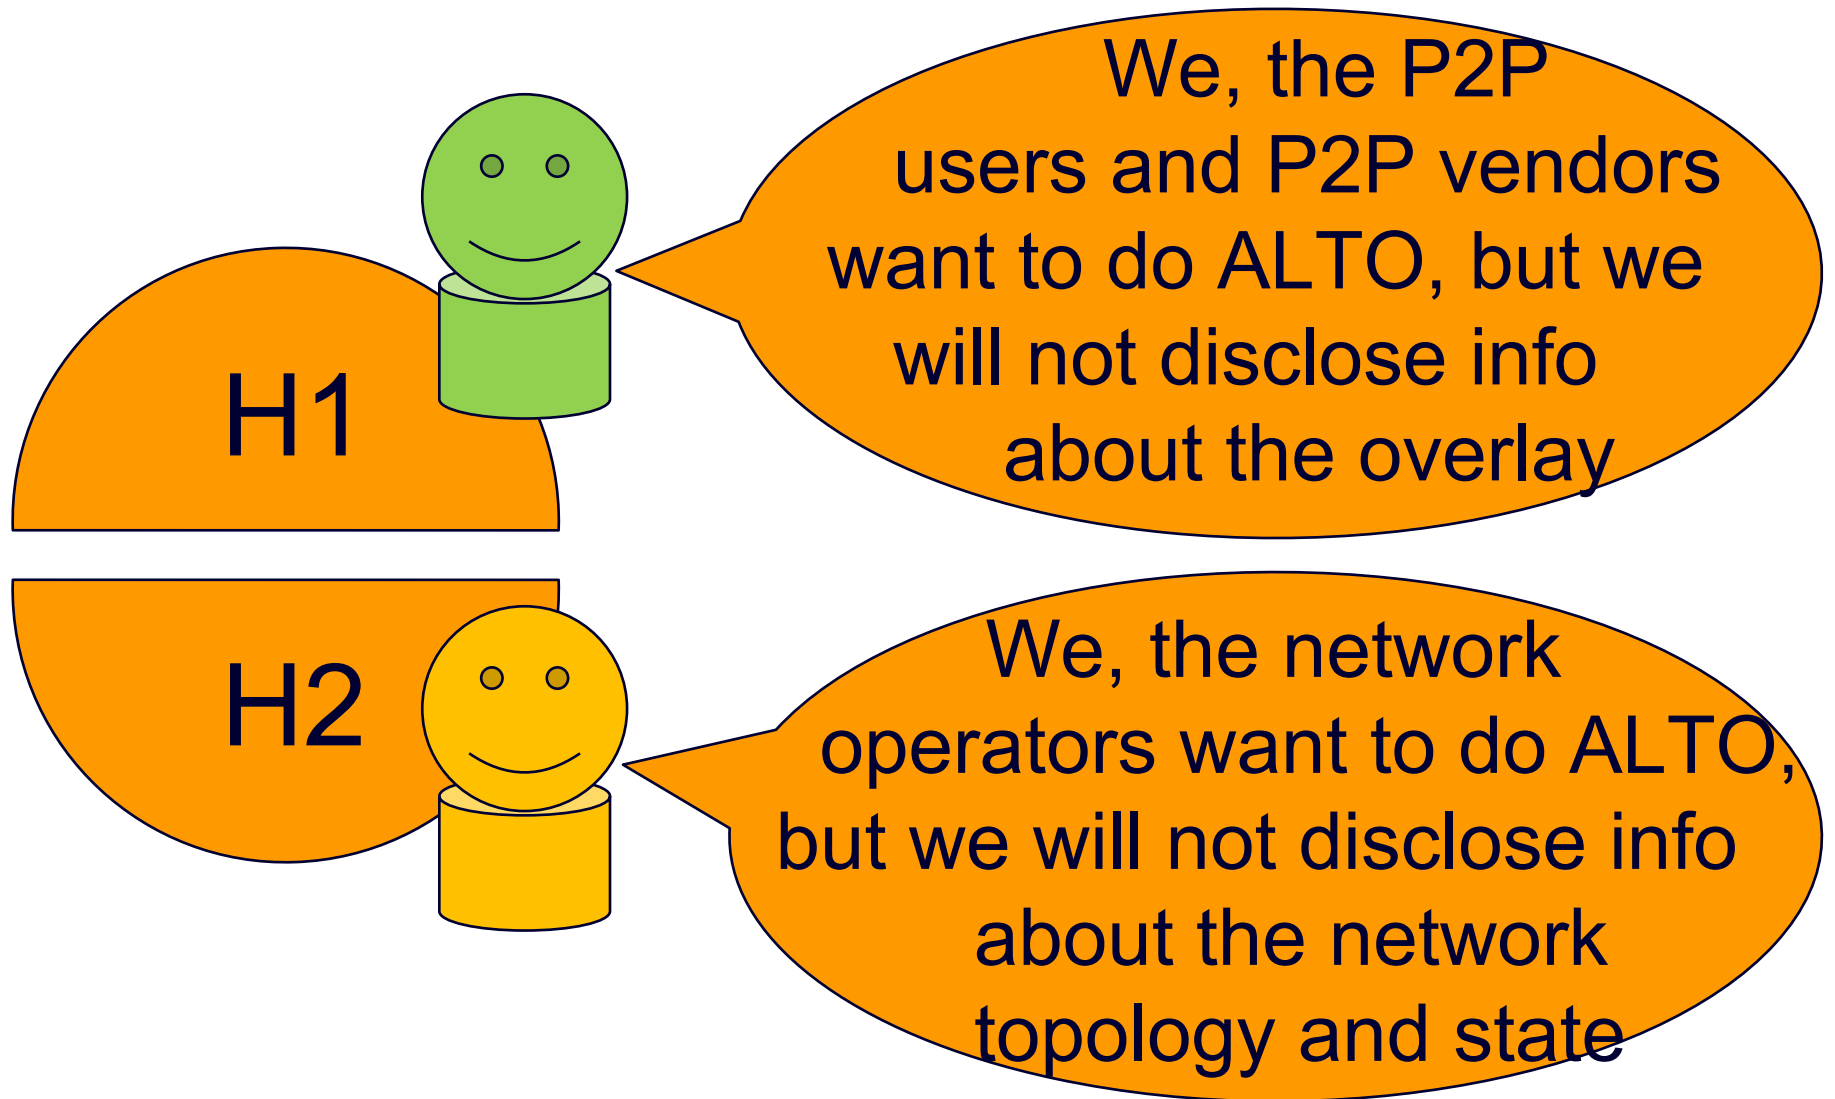 H1
We, the P2P
users and P2P vendors
want to do ALTO, but we
will not disclose info
about the overlay
H2
We, the network
operators want to do ALTO,
but we will not disclose info
about the network
topology and state